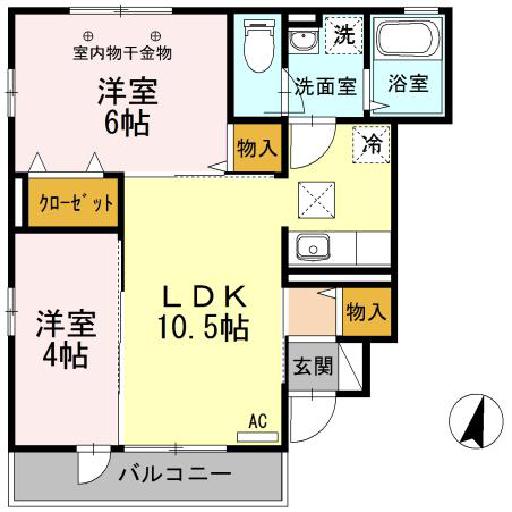 室内物干金物
洋室
6帖
洗
洗面室
浴室
物入
冷
クローゼット
LDK
10.5帖
洋室
4帖
物入
玄関
AC
バルコニー